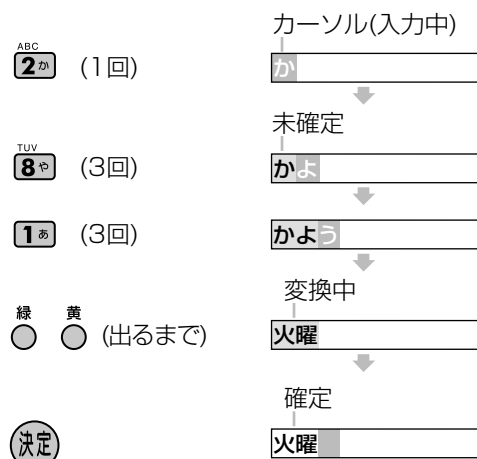 カーソル(入力中)
ABC
2か (1回) か
未確定
TUV
8や (3回) かよ
1あ (3回) かよう
変換中
緑 黄
(出るまで) 火曜
確定
決定 火曜